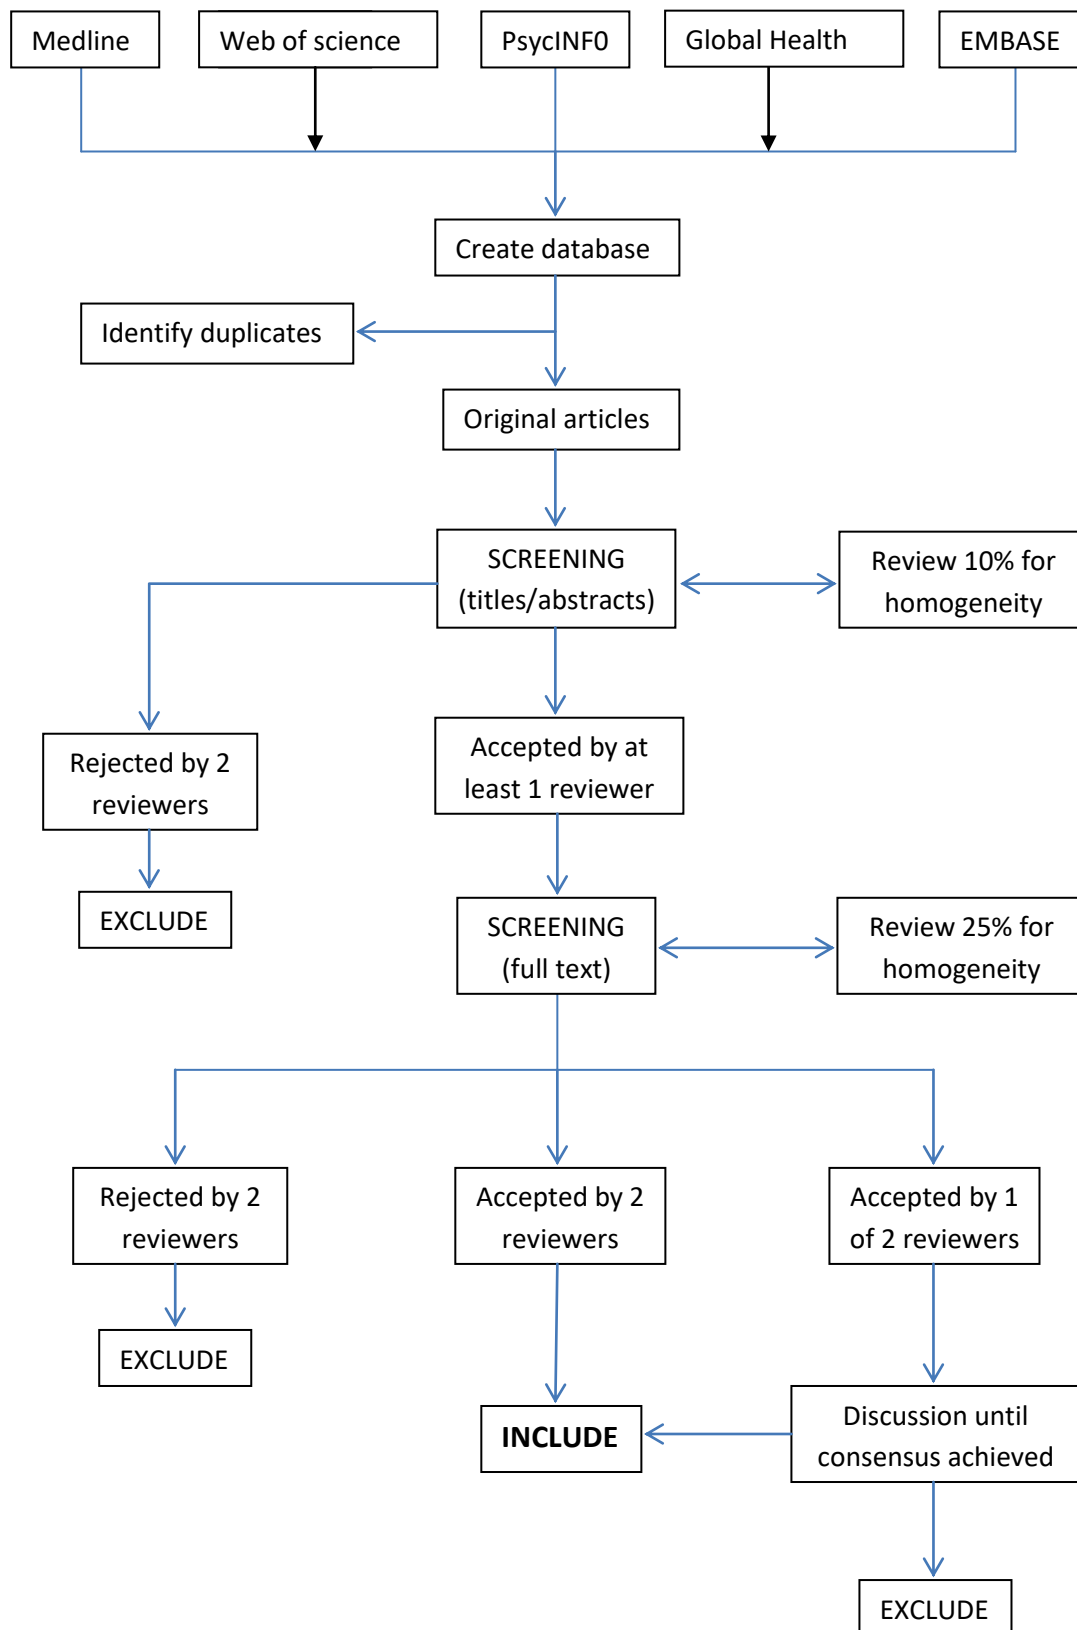 Medline
Web of science
PsycINF0
Global Health
EMBASE
Create database
Identify duplicates
Original articles
SCREENING
(titles/abstracts)
Review 10% for
homogeneity
Rejected by 2
reviewers
Accepted by at
least 1 reviewer
EXCLUDE
SCREENING
(full text)
Review 25% for
homogeneity
Rejected by 2
reviewers
Accepted by 2
reviewers
Accepted by 1
of 2 reviewers
EXCLUDE
INCLUDE
Discussion until
consensus achieved
EXCLUDE